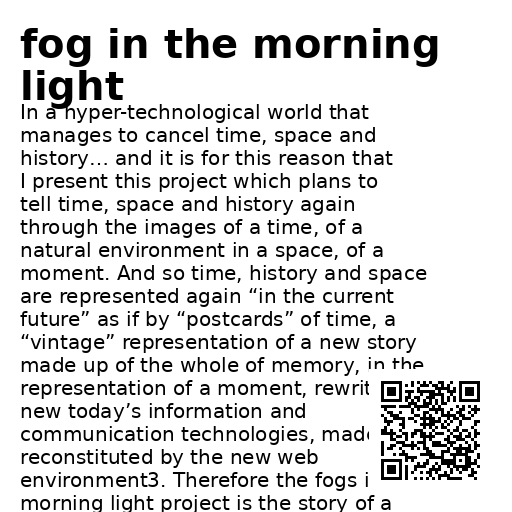 fog in the morning
light
In a hyper-technological world that
manages to cancel time, space and
history... and it is for this reason that
I present this project which plans to
tell time, space and history again
through the images of a time, of a
natural environment in a space, of a
moment. And so time, history and space
are represented again “in the current
future” as if by “postcards” of time, a
“vintage” representation of a new story
made up of the whole of memory, in the
representation of a moment,
new today’s information and
communication technologies,
reconstituted by the new web
environment3. Therefore the fogs
morning light project is the story of a